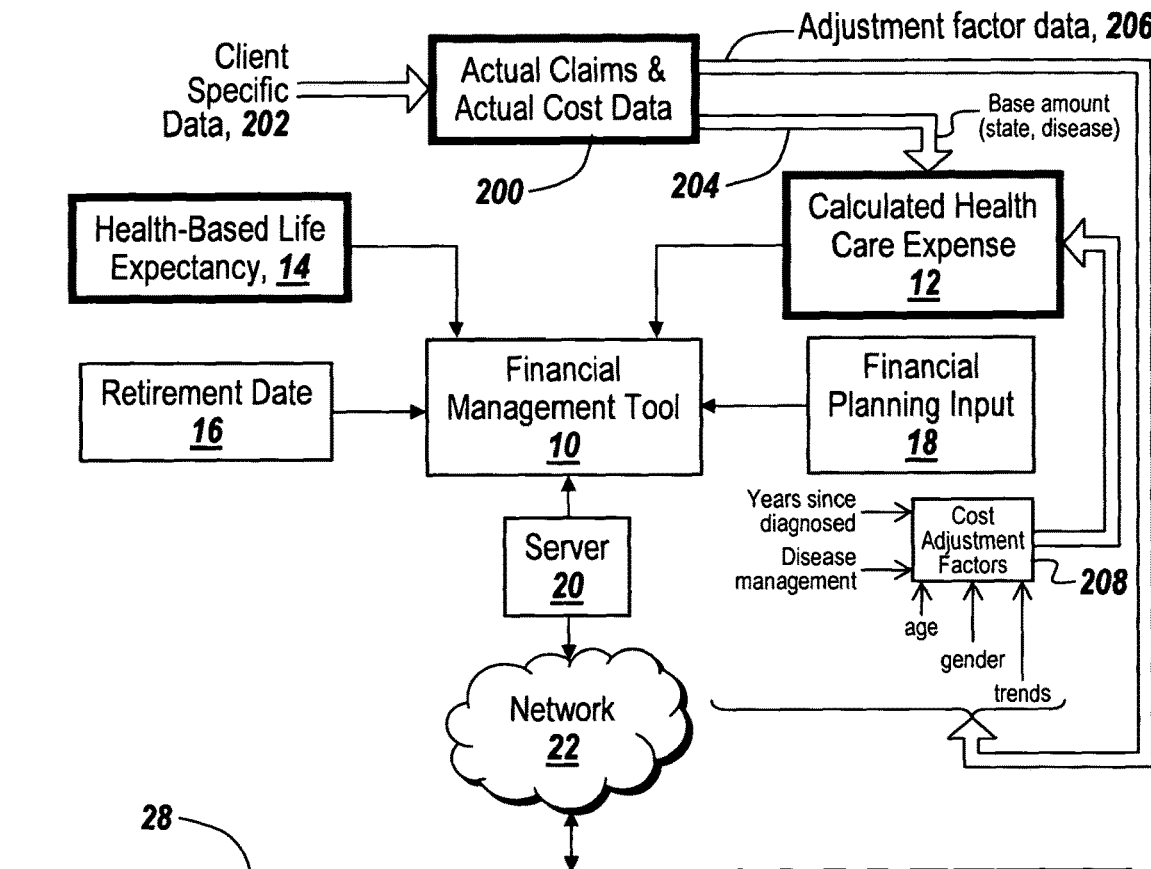 Adjustment factor data, 206
Client
Specific
Data, 202
Actual Claims &
Actual Cost Data
Base amount
(state, disease)
200
204
Health-Based Life
Expectancy, 14
Calculated Health
Care Expense
12
Retirement Date
16
Financial
Management Tool
10
Financial
Planning Input
18
Years since
diagnosed
Disease
management
Cost
Adjustment
Factors
208
age
gender
trends
Server
20
Network
22
28